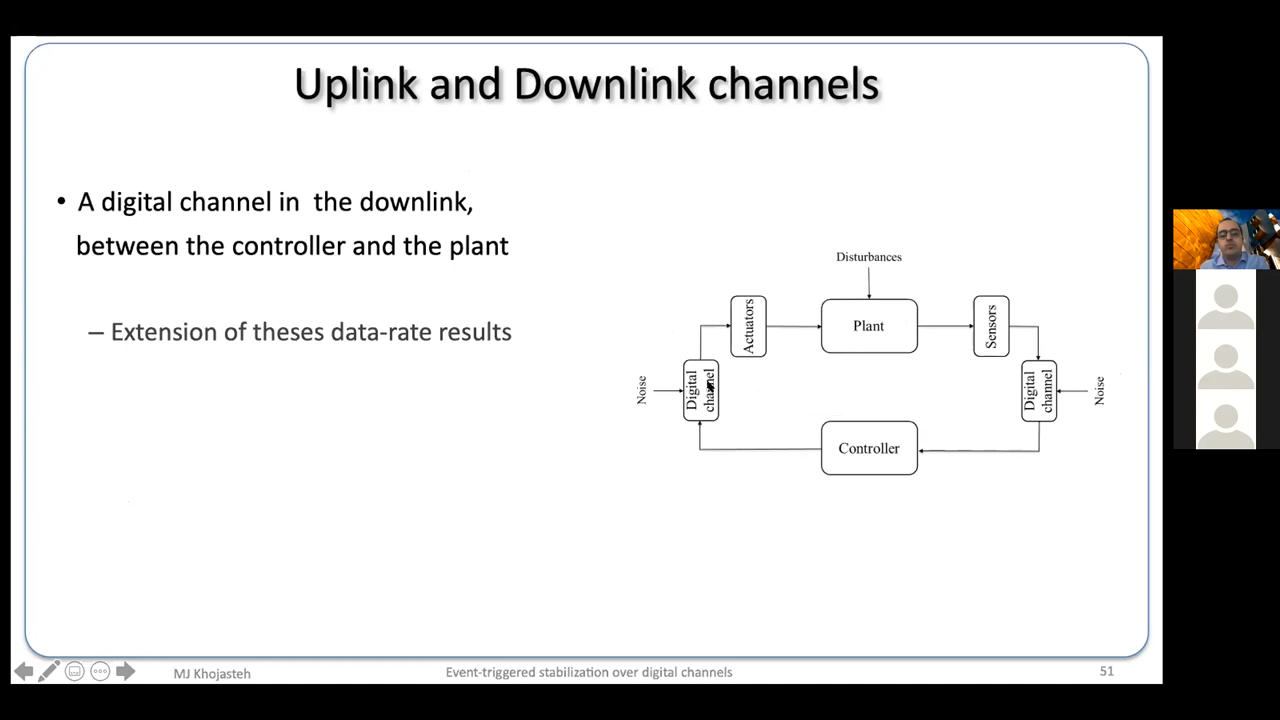 Uplink and Downlink channels
• A digital channel in the downlink,
between the controller and the plant
– Extension of theses data-rate results
Disturbances
Actuators
Plant
Sensors
Noise
Digital
channel
Digital
channel
Noise
Controller
MJ Khojasteh
Event-triggered stabilization over digital channels
51